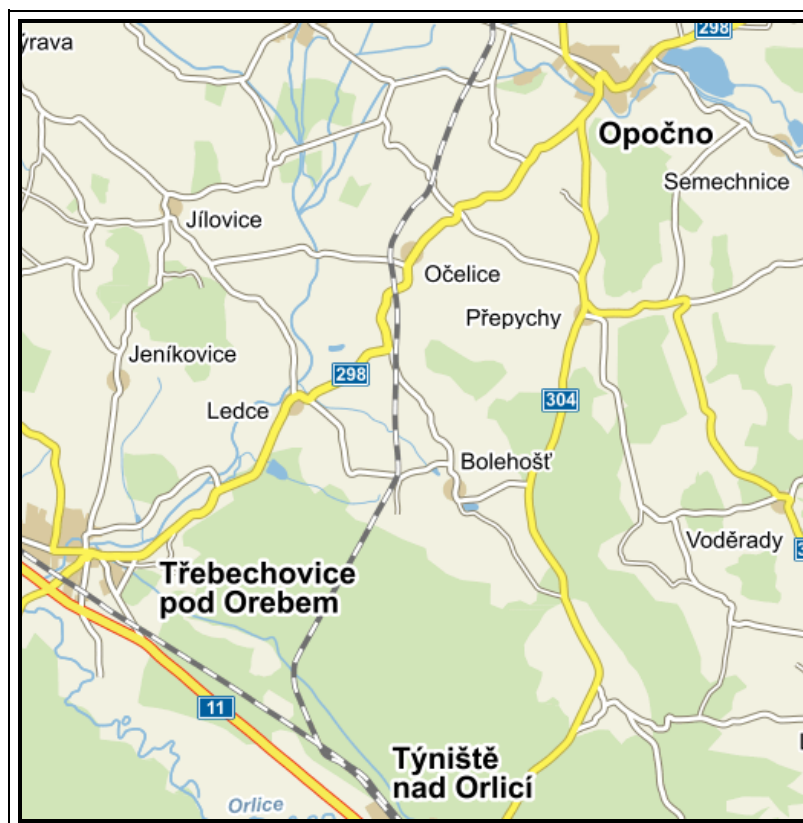 298
Opočno
Semechnice
Jílovice
Očelice
Přepychy
Jeníkovice
298
Ledce
304
Bolehošť
Voděrady
Třebechovice
pod Orebem
11
Týniště
nad Orlicí
Orlice